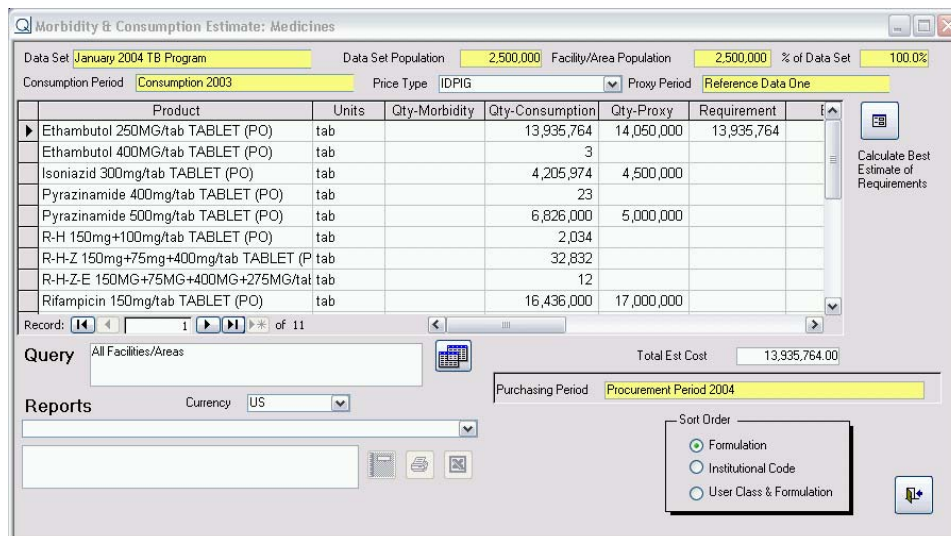 Morbidity & Consumption Estimate: Medicines
Data Set January 2004 TB Program Data Set Population 2,500,000 Facility/Area Population 2,500,000 % of Data Set 100.0%
Consumption Period Consumption 2003 Price Type IDPIG Proxy Period Reference Data One
Product Units Qty-Morbidity Qty-Consumption Qty-Proxy Requirement
Ethambutol 250MG/tab TABLET (PO) tab 13,935,764 14,050,000 13,935,764
Ethambutol 400MG/tab TABLET (PO) tab 3
Isoniazid 300mg/tab TABLET (PO) tab 4,205,974 4,500,000
Pyrazinamide 400mg/tab TABLET (PO) tab 23
Pyrazinamide 500mg/tab TABLET (PO) tab 6,826,000 5,000,000
R-H 150mg+100mg/tab TABLET (PO) tab 2,034
R-H-Z 150mg+75mg+400mg/tab TABLET (P tab 32,832
R-H-Z-E 150MG+75MG+400MG+275MG/tal tab 12
Rifampicin 150mg/tab TABLET (PO) tab 16,436,000 17,000,000
Calculate Best
Estimate of
Requirements
Record: 1 of 11
Query All Facilities/Areas
Total Est Cost 13,935,764.00
Purchasing Period Procurement Period 2004
Reports Currency US
Sort Order
Formulation
Institutional Code
User Class & Formulation